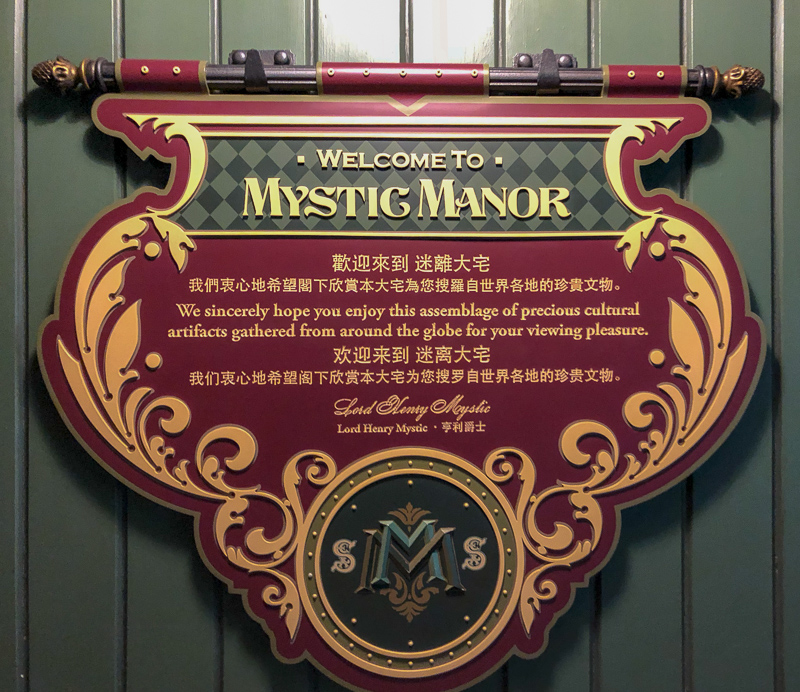 ▪ WELCOME TO ▪
MYSTIC MANOR
歡迎來到 迷離大宅
我們衷心地希望閣下欣賞本大宅為您搜羅自世界各地的珍貴文物。
We sincerely hope you enjoy this assemblage of precious cultural
artifacts gathered from around the globe for your viewing pleasure.
欢迎来到 迷离大宅
我们衷心地希望阁下欣赏本大宅为您搜罗自世界各地的珍贵文物。
Lord Henry Mystic
Lord Henry Mystic、亨利爵士
S MM S